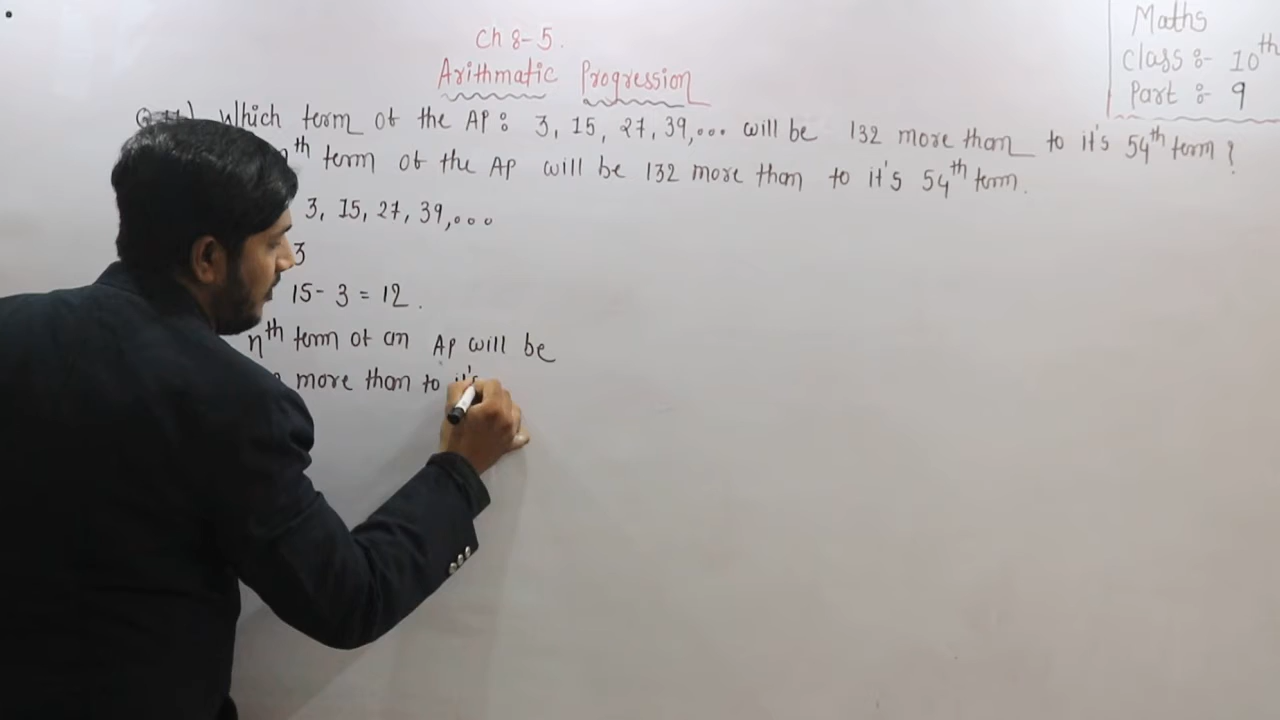 Ch 8- 5.
Arithmatic Progression
Maths
Class :- 10th
Part :- 9
Which term of the AP : 3, 15, 27, 39,... will be 132 more than to it's 54th term ?
nth term of the AP will be 132 more than to it's 54th term.
3, 15, 27, 39,...
3
15 - 3 = 12 .
nth term of an AP will be
more than to it's